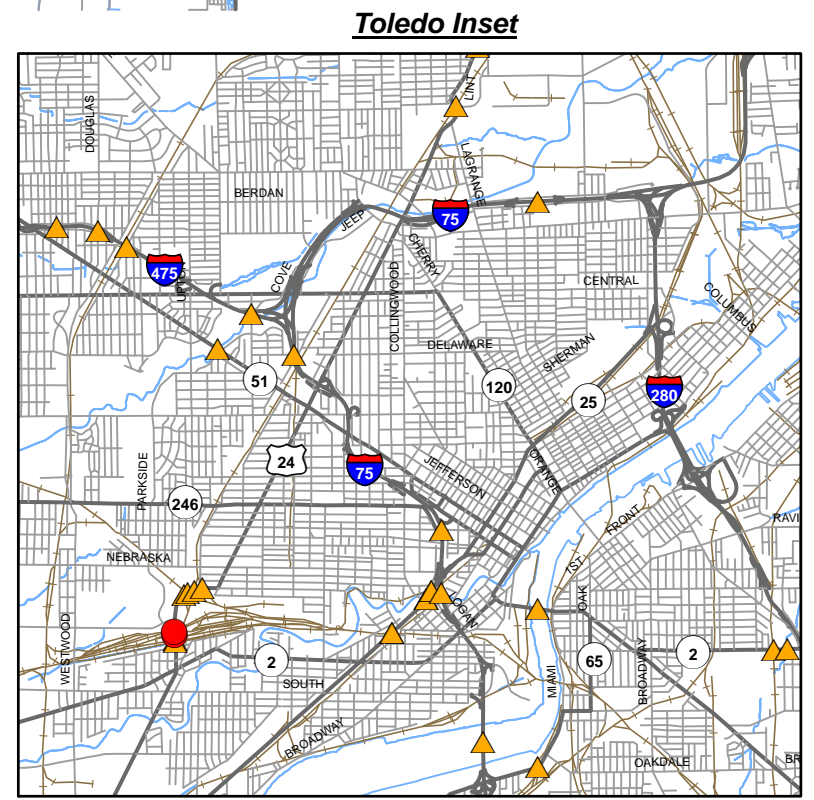 Toledo Inset
LINT
DOUGLAS
LAGRANGE
BERDAN
75
JEEP
CHERRY
475
UPTON
COVE
CENTRAL
COLUMBUS
COLLINGWOOD
DELAWARE
SHERMAN
51
120
25
280
24
75
JEFFERSON
ORANGE
PARKSIDE
246
FRONT
RAVI
NEBRASKA
1ST
OAK
LOGAN
WESTWOOD
2
65
2
BROADWAY
MIAMI
SOUTH
BROADWAY
OAKDALE
BR